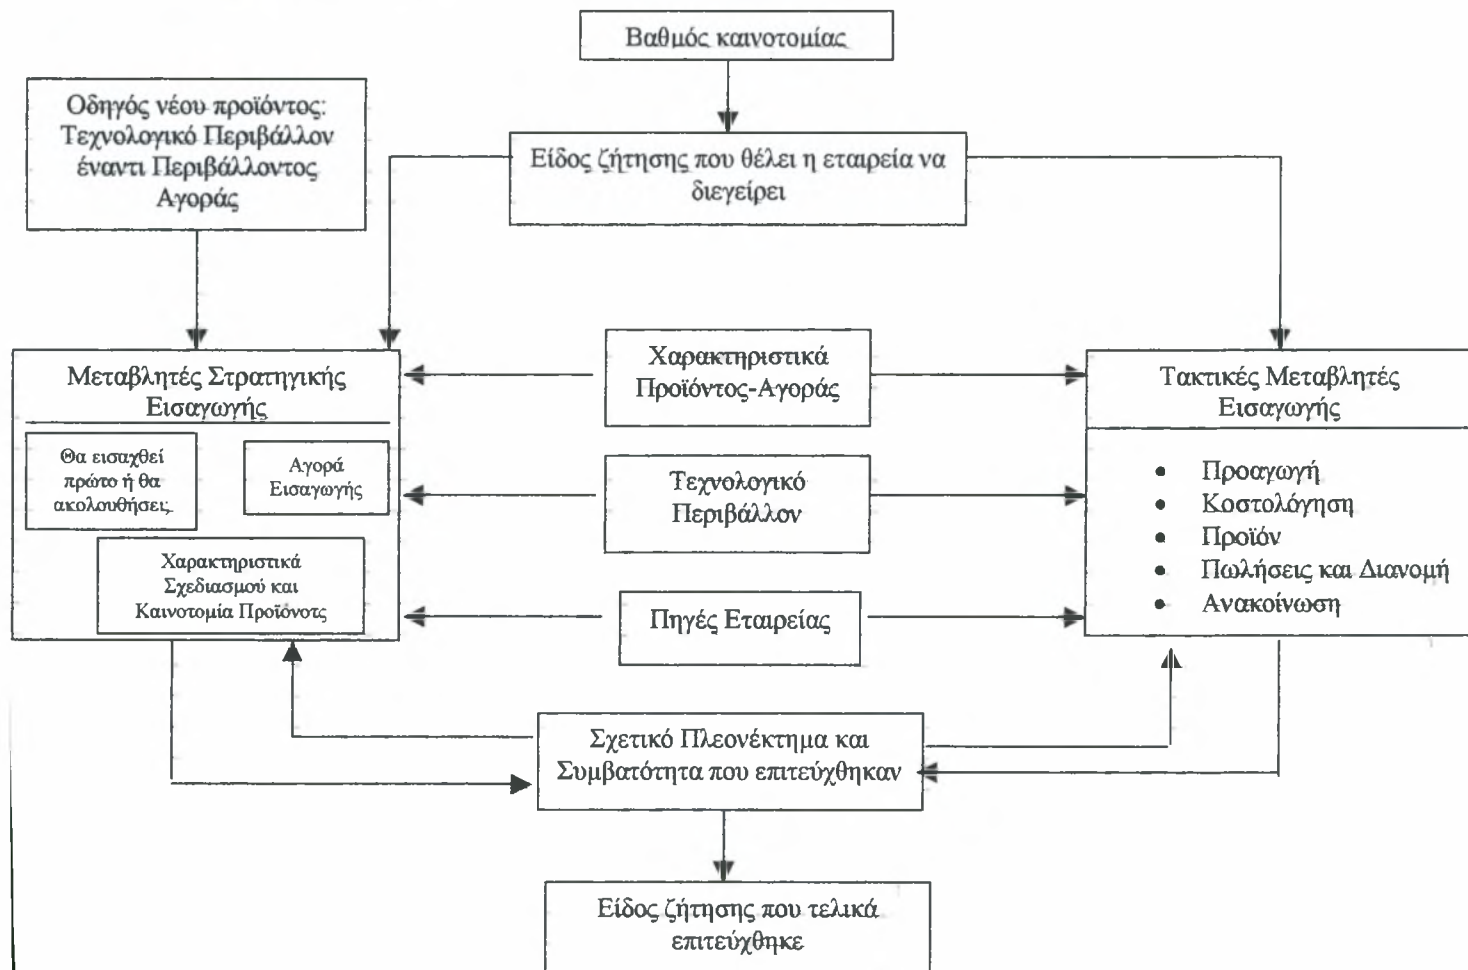 Βαθμός καινοτομίας
Οδηγός νέου προϊόντος:
Τεχνολογικό Περιβάλλον
έναντι Περιβάλλοντος
Αγοράς
Είδος ζήτησης που θέλει η εταιρεία να
διεγείρει
Μεταβλητές Στρατηγικής
Εισαγωγής
Θα εισαχθεί
πρώτο ή θα
ακολουθήσεις
Αγορά
Εισαγωγής
Χαρακτηριστικά
Σχεδιασμού και
Καινοτομία Προϊόνοτς
Χαρακτηριστικά
Προϊόντος-Αγοράς
Τεχνολογικό
Περιβάλλον
Πηγές Εταιρείας
Τακτικές Μεταβλητές
Εισαγωγής
• Προαγωγή
• Κοστολόγηση
• Προϊόν
• Πωλήσεις και Διανομή
• Ανακοίνωση
Σχετικό Πλεονέκτημα και
Συμβατότητα που επιτεύχθηκαν
Είδος ζήτησης που τελικά
επιτεύχθηκε